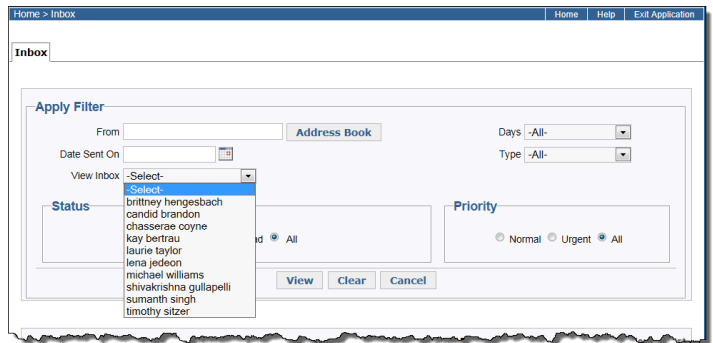 Home > Inbox Home Help Exit Application
Inbox
Apply Filter
From Address Book Days -All-
Date Sent On Type -All-
View Inbox -Select-
-Select-
brittney hengesbach
candid brandon
Status Priority
chasserae coyne
kay bertrau
All Normal Urgent All
laurie taylor
lena jedeon
michael williams
View Clear Cancel
shivakrishna gullapelli
sumanth singh
timothy sitzer